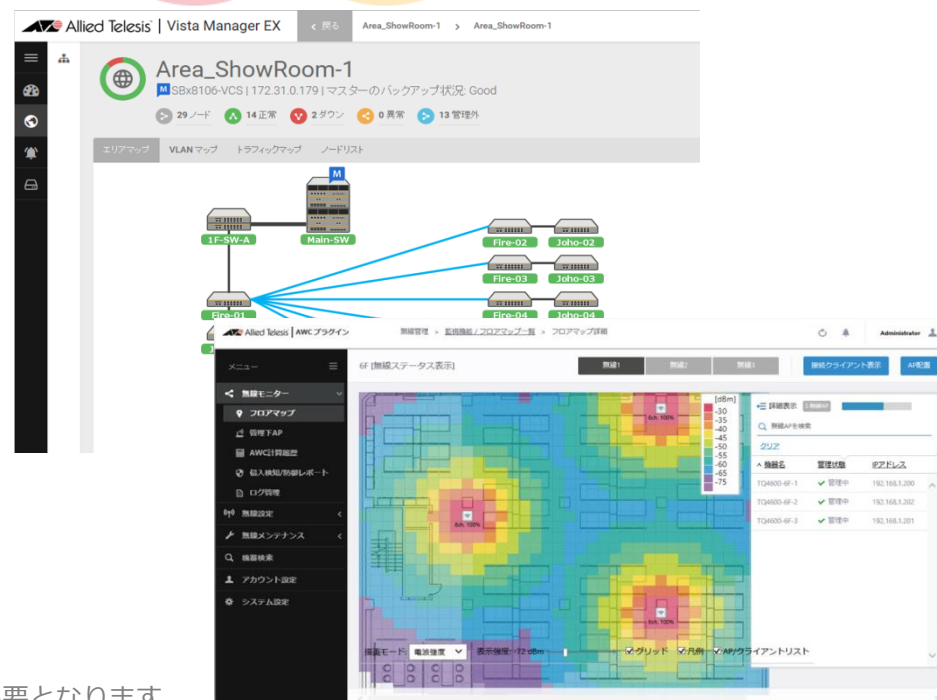 Allied Telesis | Vista Manager EX
戻る
Area_ShowRoom-1 > Area_ShowRoom-1
Area_ShowRoom-1
M SBx8106-VCS | 172.31.0.179 | マスターのバックアップ状況: Good
29 ノード 14 正常 2 ダウン 0 異常 13 管理外
エリアマップ VLAN マップ トラフィックマップ ノードリスト
M
1F-SW-A Main-SW Fire-02 Joho-02
Fire-03 Joho-03
Fire-01 Fire-04 Joho-04
Allied Telesis | AWC プラグイン
無線管理 > 監視機能 / フロアマップ一覧 > フロアマップ詳細
Administrator
メニュー
6F [無線ステータス表示]
無線1 無線2 無線3
接続クライアント表示 AP配置
無線モニター
フロアマップ
管理下AP
AWC計算履歴
侵入検知/防御レポート
ログ管理
無線設定
無線メンテナンス
機器検索
アカウント設定
システム設定
[dBm]
-30
-35
-40
-45
-50
-55
-60
-65
-75
6ch, 100%
6ch, 100%
6ch, 100%
詳細表示
無線APを検索
クリア
機器名 管理状態 IPアドレス
TQ4600-6F-1 管理中 192.168.1.200
TQ4600-6F-2 管理中 192.168.1.202
TQ4600-6F-3 管理中 192.168.1.201
描画モード: 電波強度 表示強度: -72 dBm グリッド 凡例 AP/クライアントリスト
要となります